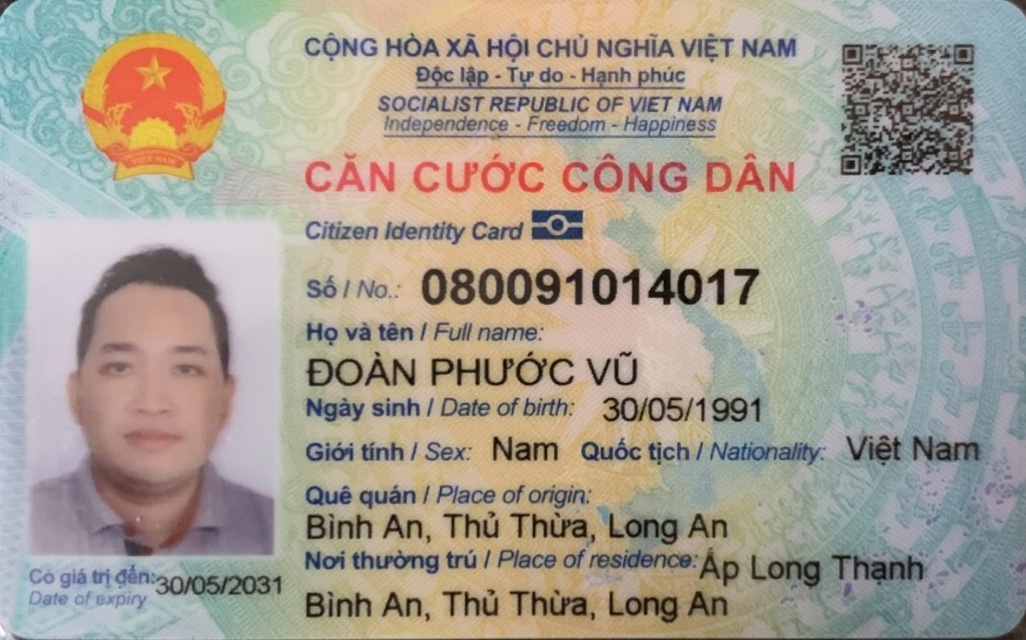 CỘNG HÒA XÃ HỘI CHỦ NGHĨA VIỆT NAM
Độc lập - Tự do - Hạnh phúc
SOCIALIST REPUBLIC OF VIET NAM
Independence - Freedom - Happiness
CĂN CƯỚC CÔNG DÂN
Citizen Identity Card
Số / No.: 080091014017
Họ và tên / Full name:
ĐOÀN PHƯỚC VŨ
Ngày sinh / Date of birth: 30/05/1991
Giới tính / Sex: Nam Quốc tịch / Nationality: Việt Nam
Quê quán / Place of origin:
Bình An, Thủ Thừa, Long An
Nơi thường trú / Place of residence: Ấp Long Thạnh
Bình An, Thủ Thừa, Long An
Có giá trị đến: 30/05/2031
Date of expiry
VIỆT NAM